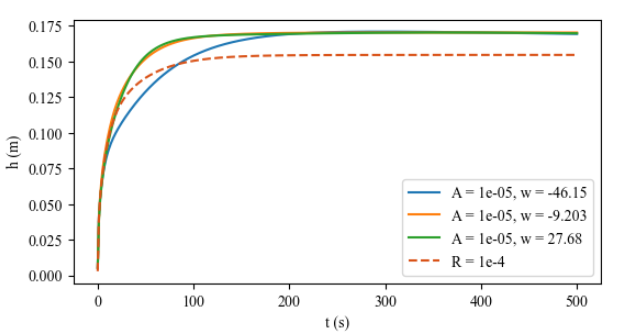 0.175
0.150
0.125
0.100
0.075
0.050
0.025
0.000
h (m)
0
100
200
300
400
500
t (s)
A = 1e-05, w = -46.15
A = 1e-05, w = -9.203
A = 1e-05, w = 27.68
R = 1e-4